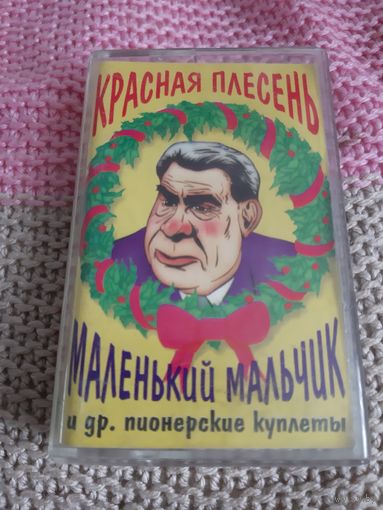 КРАСНАЯ ПЛЕСЕНЬ
МАЛЕНЬКИЙ МАЛЬЧИК
и др. пионерские куплеты